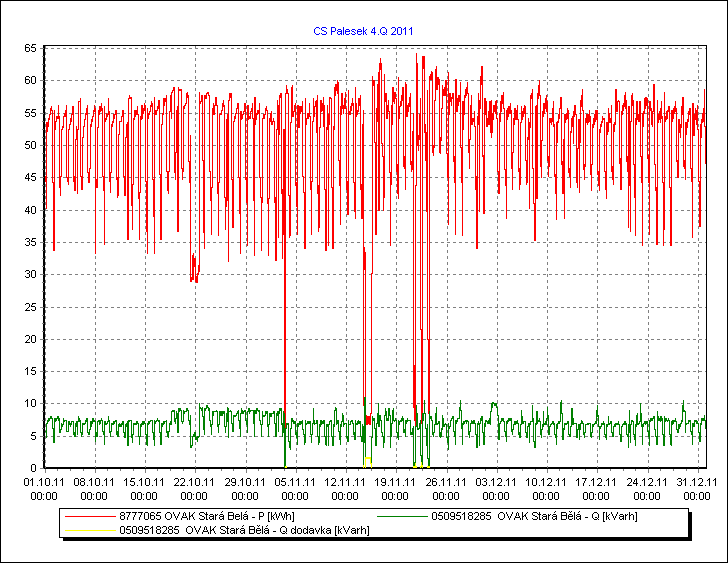 CS Palesek 4.Q 2011
65
60
55
50
45
40
35
30
25
20
15
10
5
0
01.10.11 08.10.11 15.10.11 22.10.11 29.10.11 05.11.11 12.11.11 19.11.11 26.11.11 03.12.11 10.12.11 17.12.11 24.12.11 31.12.11
00:00 00:00 00:00 00:00 00:00 00:00 00:00 00:00 00:00 00:00 00:00 00:00 00:00 00:00
8777065 OVAK Stará Belá - P [kWh] 0509518285 OVAK Stará Bělá - Q [kVarh]
0509518285 OVAK Stará Bělá - Q dodavka [kVarh]